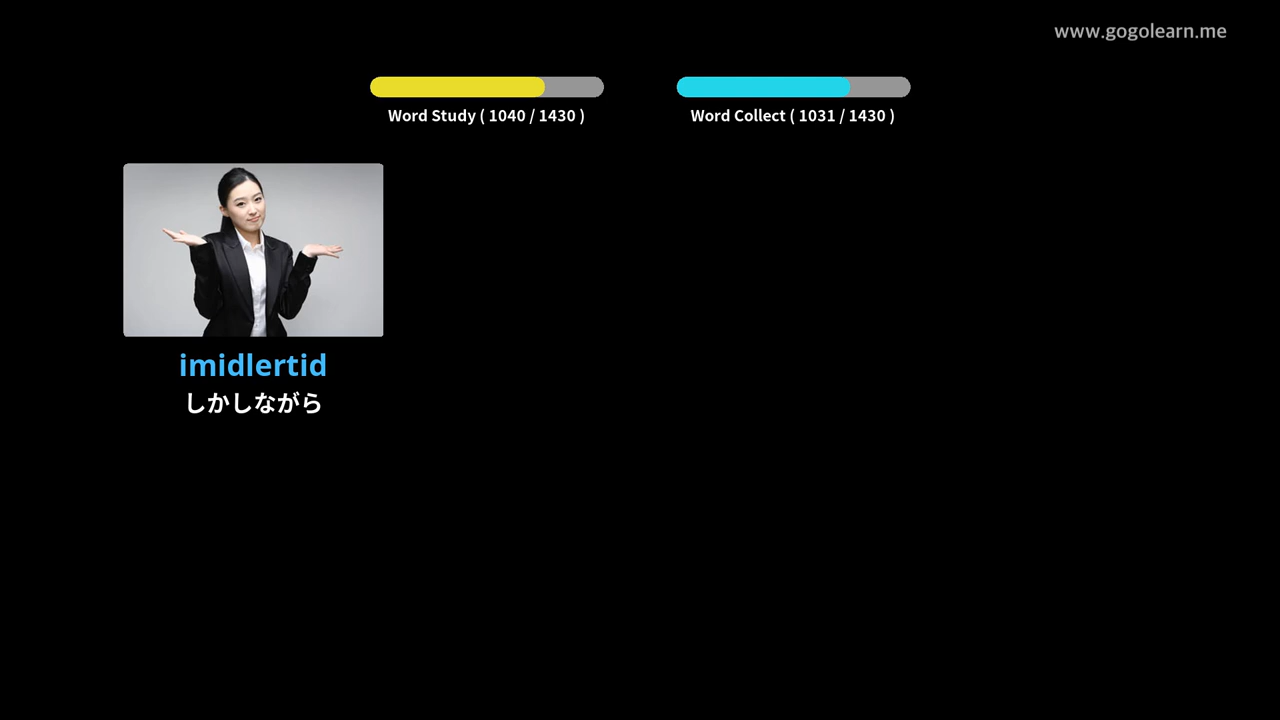 www.gogolearn.me
Word Study ( 1040 / 1430 )
Word Collect ( 1031 / 1430 )
imidlertid
しかしながら